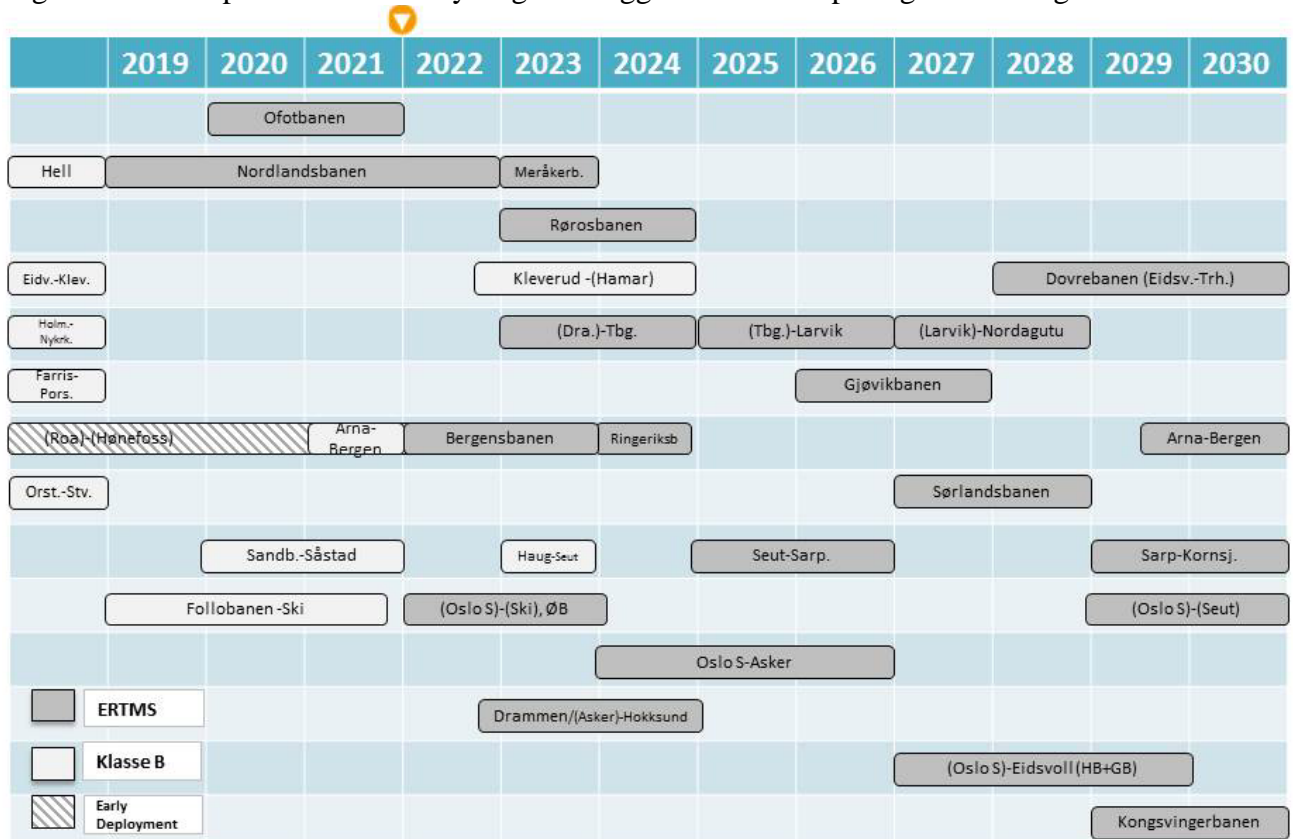 2019 2020 2021 2022 2023 2024 2025 2026 2027 2028 2029 2030
Ofotbanen
Hell Nordlandsbanen Meråkerb.
Rørosbanen
Eidv.-Klev. Kleverud -(Hamar) Dovrebanen (Eidsv.-Trh.)
Holm.-
Nykrk. (Dra.)-Tbg. (Tbg.)-Larvik (Larvik)-Nordagutu
Farris-
Pors. Gjøvikbanen
(Roa)-(Hønefoss) Arna-
Bergen Bergensbanen Ringeriksb Arna-Bergen
Orst.-Stv. Sørlandsbanen
Sandb.-Såstad Haug-Seut Seut-Sarp. Sarp-Kornsj.
Follobanen -Ski (Oslo S)-(Ski), ØB (Oslo S)-(Seut)
Oslo S-Asker
ERTMS Drammen/(Asker)-Hokksund
Klasse B (Oslo S)-Eidsvoll (HB+GB)
Early
Deployment Kongsvingerbanen